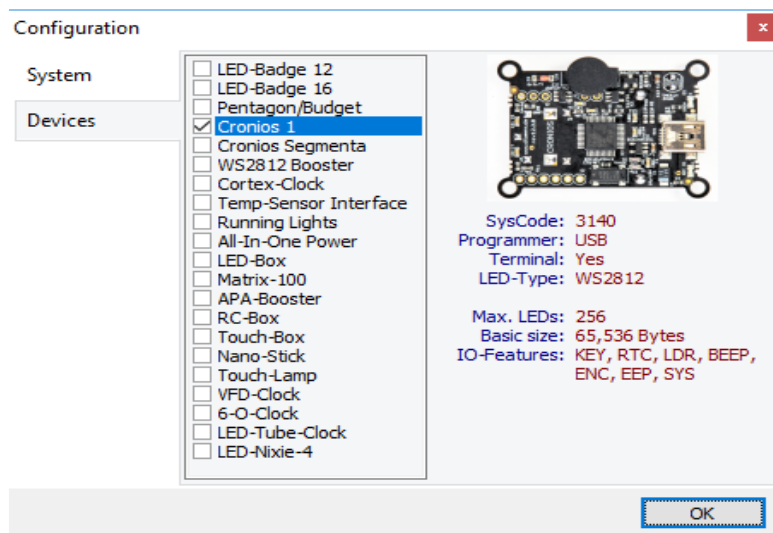 Configuration
x
System
Devices
LED-Badge 12
LED-Badge 16
Pentagon/Budget
Cronios 1
Cronios Segmenta
WS2812 Booster
Cortex-Clock
Temp-Sensor Interface
Running Lights
All-In-One Power
LED-Box
Matrix-100
APA-Booster
RC-Box
Touch-Box
Nano-Stick
Touch-Lamp
VFD-Clock
6-O-Clock
LED-Tube-Clock
LED-Nixie-4
CRONIOS
SysCode: 3140
Programmer: USB
Terminal: Yes
LED-Type: WS2812
Max. LEDs: 256
Basic size: 65,536 Bytes
IO-Features: KEY, RTC, LDR, BEEP,
ENC, EEP, SYS
OK